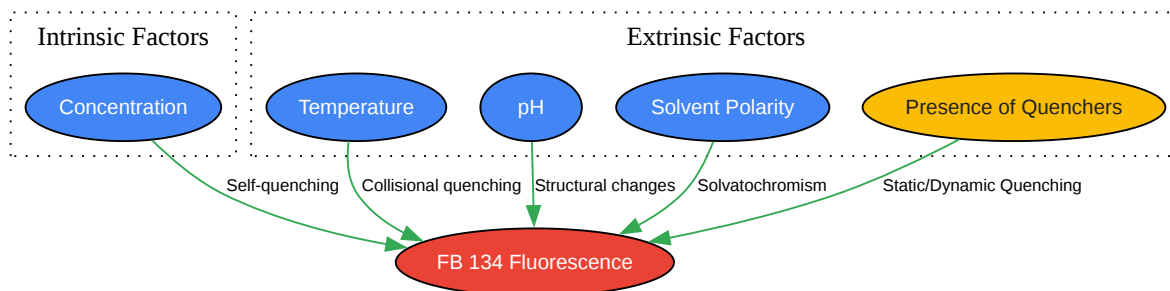 Intrinsic Factors
Extrinsic Factors
Concentration
Temperature
pH
Solvent Polarity
Presence of Quenchers
Self-quenching
Collisional quenching
Structural changes
Solvatochromism
Static/Dynamic Quenching
FB 134 Fluorescence